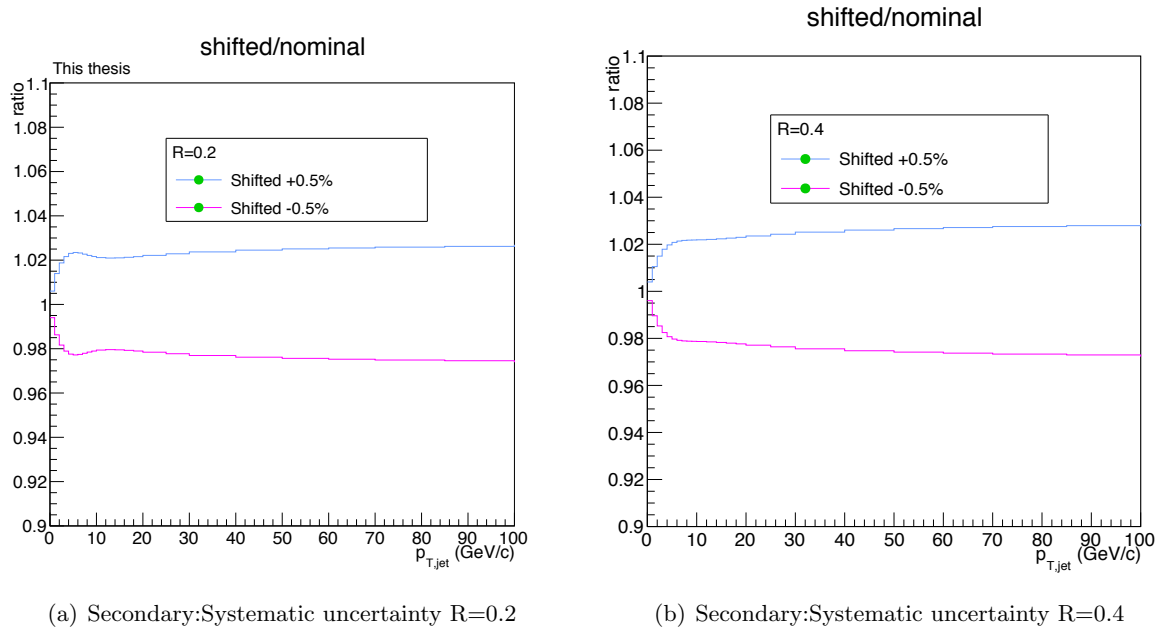 shifted/nominal
This thesis
ratio
1.1
1.08
1.06
1.04
1.02
1
0.98
0.96
0.94
0.92
0.9
R=0.2
Shifted +0.5%
Shifted -0.5%
0 10 20 30 40 50 60 70 80 90 100
p_T,jet (GeV/c)
(a) Secondary:Systematic uncertainty R=0.2
shifted/nominal
ratio
1.1
1.08
1.06
1.04
1.02
1
0.98
0.96
0.94
0.92
0.9
R=0.4
Shifted +0.5%
Shifted -0.5%
0 10 20 30 40 50 60 70 80 90 100
p_T,jet (GeV/c)
(b) Secondary:Systematic uncertainty R=0.4